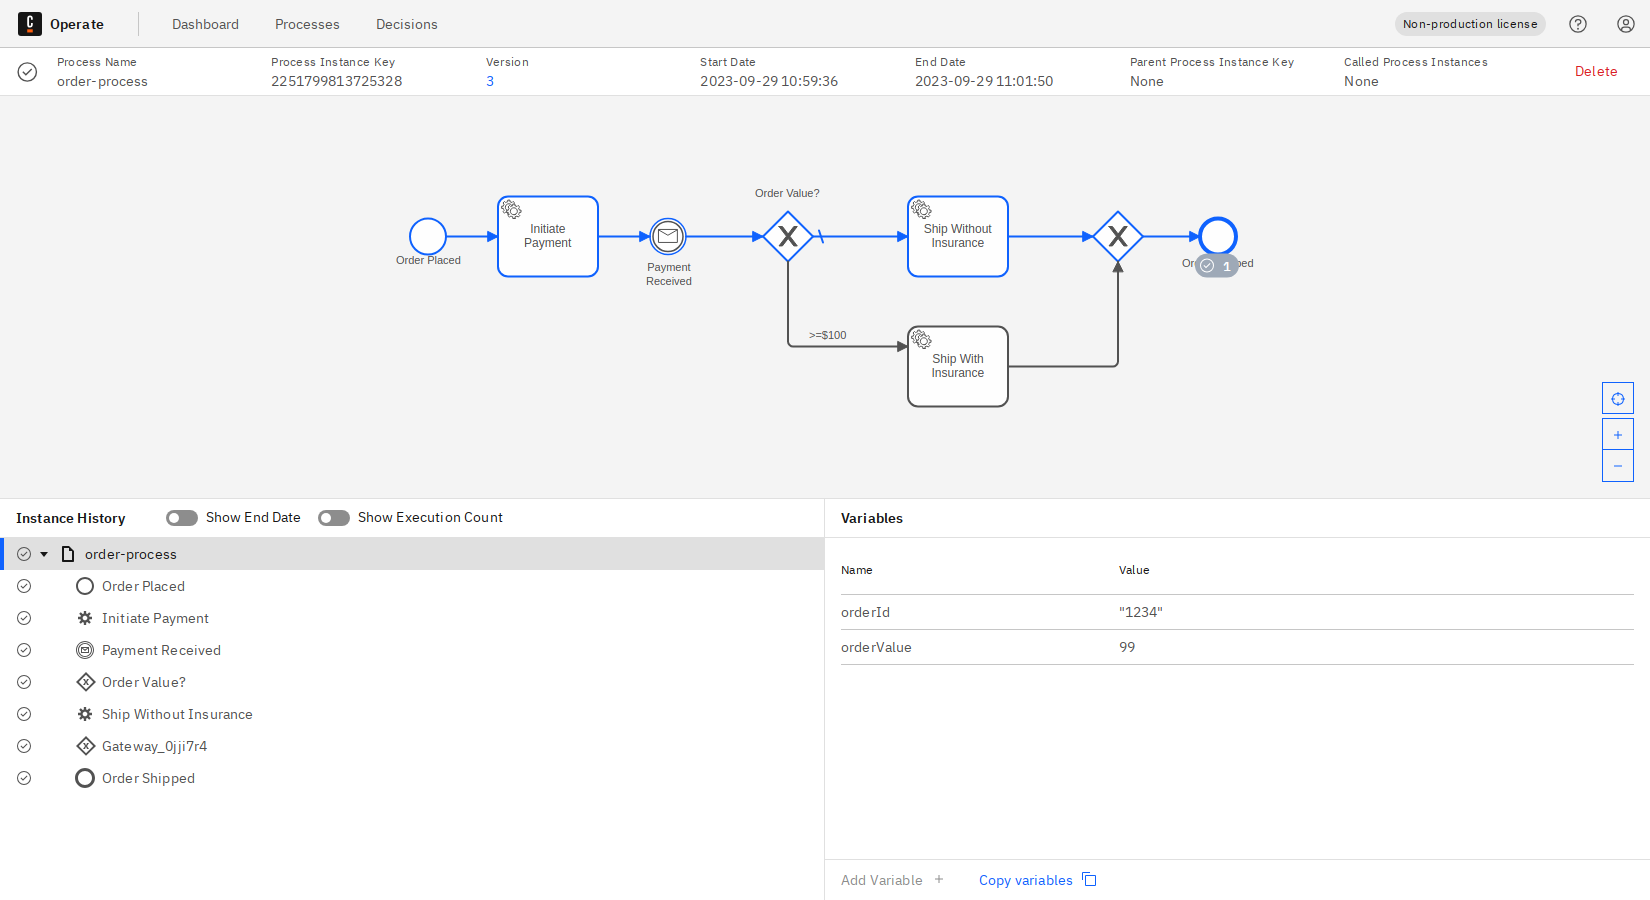 Operate
Dashboard
Processes
Decisions
Non-production license
Process Name
order-process
Process Instance Key
2251799813725328
Version
3
Start Date
2023-09-29 10:59:36
End Date
2023-09-29 11:01:50
Parent Process Instance Key
None
Called Process Instances
None
Delete
Order Placed
Initiate
Payment
Payment
Received
Order Value?
>=$100
Ship Without
Insurance
Ship With
Insurance
1
Instance History
Show End Date
Show Execution Count
order-process
Order Placed
Initiate Payment
Payment Received
Order Value?
Ship Without Insurance
Gateway_0jji7r4
Order Shipped
Variables
Name Value
orderId "1234"
orderValue 99
Add Variable +
Copy variables